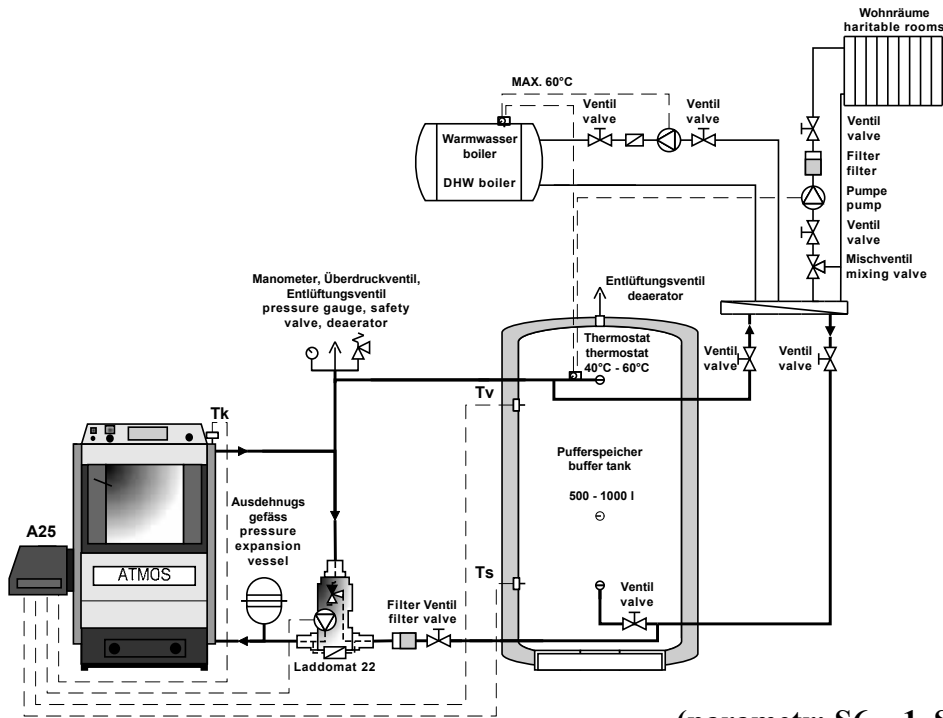 Wohnräume
haritable rooms
MAX. 60°C
Ventil
valve
Ventil
valve
Warmwasser
boiler
DHW boiler
Ventil
valve
Filter
filter
Pumpe
pump
Ventil
valve
Mischventil
mixing valve
Manometer, Überdruckventil,
Entlüftungsventil
pressure gauge, safety
valve, deaerator
Entlüftungsventil
deaerator
Thermostat
thermostat
40°C - 60°C
Ventil
valve
Ventil
valve
Tv
Tk
Pufferspeicher
buffer tank
500 - 1000 l
Ausdehnugs
gefäss
pressure
expansion
vessel
A25
ATMOS
Ts
Ventil
valve
Filter Ventil
filter valve
Laddomat 22